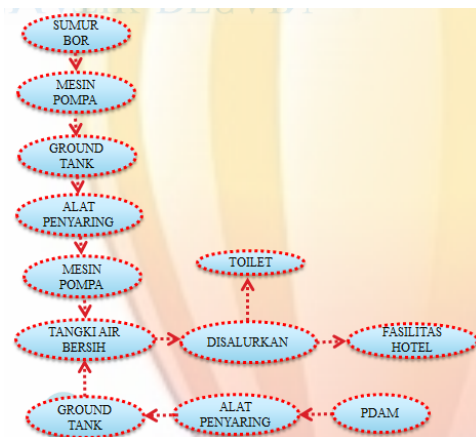 SUMUR
BOR
MESIN
POMPA
GROUND
TANK
ALAT
PENYARING
MESIN
POMPA
TOILET
TANGKI AIR
BERSIH
DISALURKAN
FASILITAS
HOTEL
GROUND
TANK
ALAT
PENYARING
PDAM